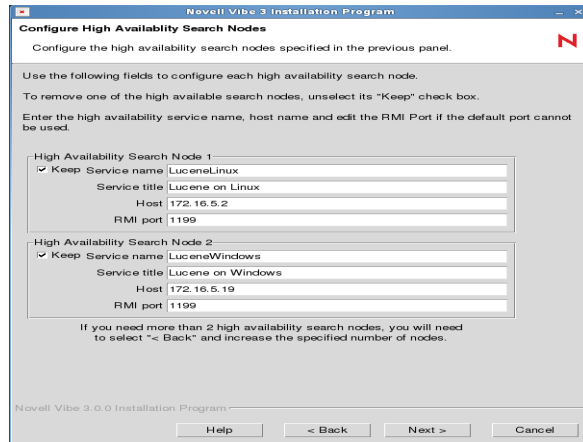 Novell Vibe 3 Installation Program
Configure High Availablity Search Nodes
Configure the high availability search nodes specified in the previous panel.
N
Use the following fields to configure each high availability search node.
To remove one of the high available search nodes, unselect its "Keep" check box.
Enter the high availability service name, host name and edit the RMI Port if the default port cannot
be used.
High Availability Search Node 1
Keep Service name LuceneLinux
Service title Lucene on Linux
Host 172.16.5.2
RMI port 1199
High Availability Search Node 2
Keep Service name LuceneWindows
Service title Lucene on Windows
Host 172.16.5.19
RMI port 1199
If you need more than 2 high availability search nodes, you will need
to select "< Back" and increase the specified number of nodes.
Novell Vibe 3.0.0 Installation Program
Help < Back Next > Cancel